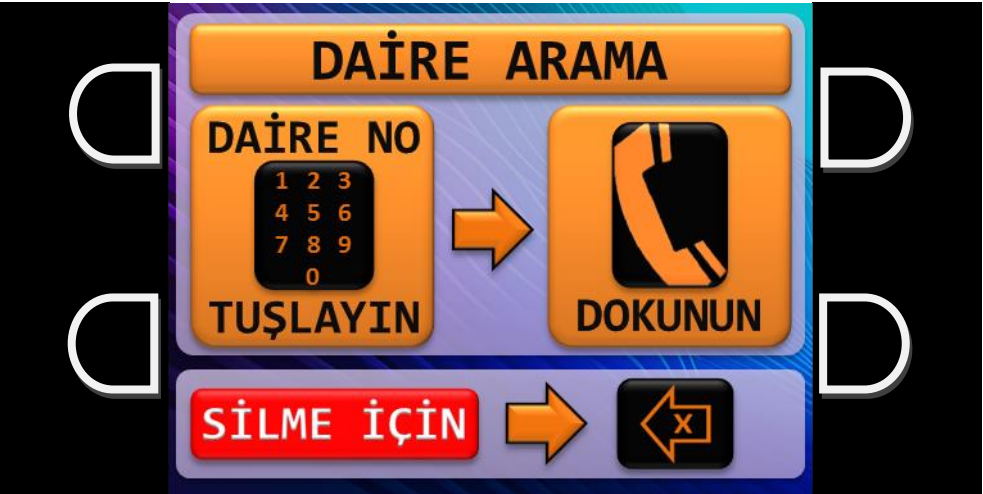 DAİRE ARAMA
DAİRE NO
1 2 3
4 5 6
7 8 9
0
TUŞLAYIN
DOKUNUN
SİLME İÇİN
X